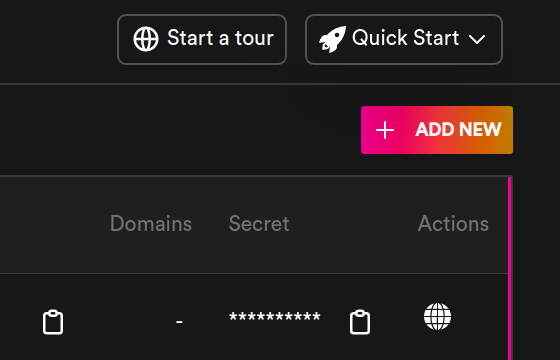 Start a tour Quick Start
ADD NEW
Domains Secret Actions
- **********